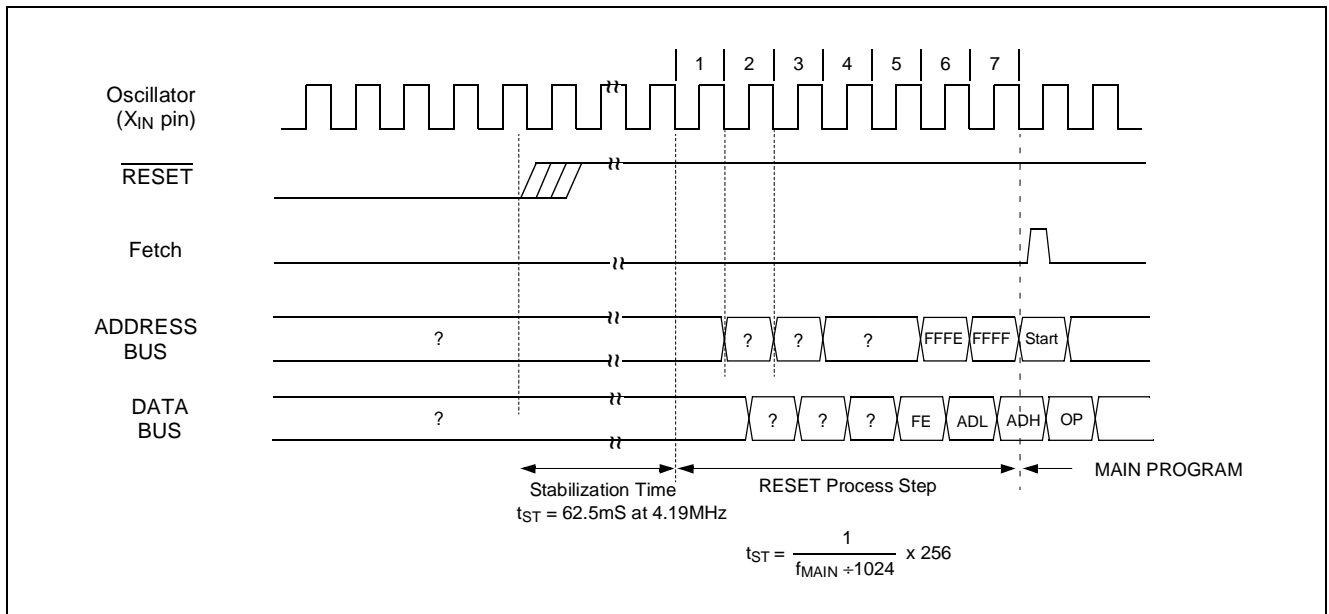 1 2 3 4 5 6 7
Oscillator
(XIN pin)
RESET
Fetch
ADDRESS
BUS
? ? ? ? FFFE FFFF Start
DATA
BUS
? ? ? ? FE ADL ADH OP
Stabilization Time
tST = 62.5mS at 4.19MHz
RESET Process Step
MAIN PROGRAM
tST = 1 / fMAIN ÷1024 x 256